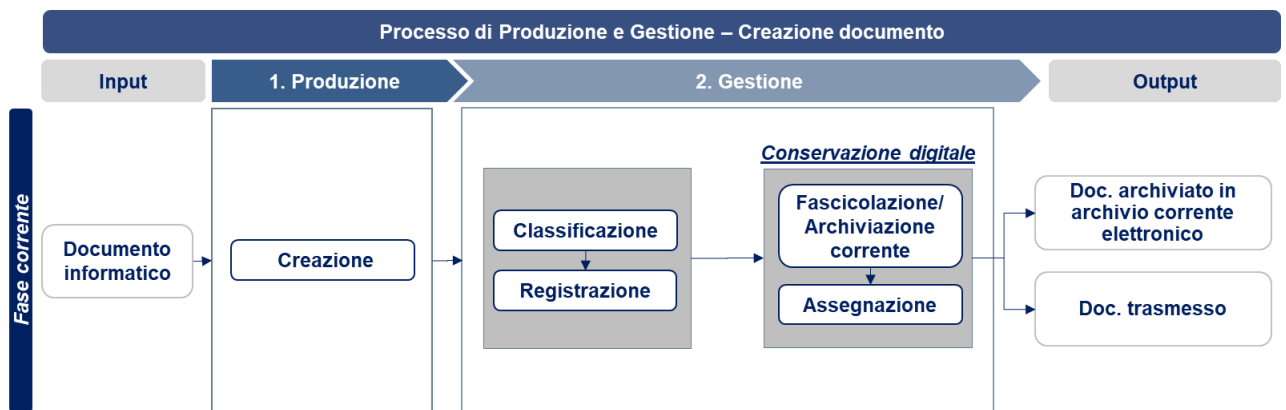 Processo di Produzione e Gestione – Creazione documento
Input
1. Produzione
2. Gestione
Output
Fase corrente
Documento
informatico
Creazione
Classificazione
Registrazione
Conservazione digitale
Fascicolazione/
Archiviazione
corrente
Assegnazione
Doc. archiviato in
archivio corrente
elettronico
Doc. trasmesso